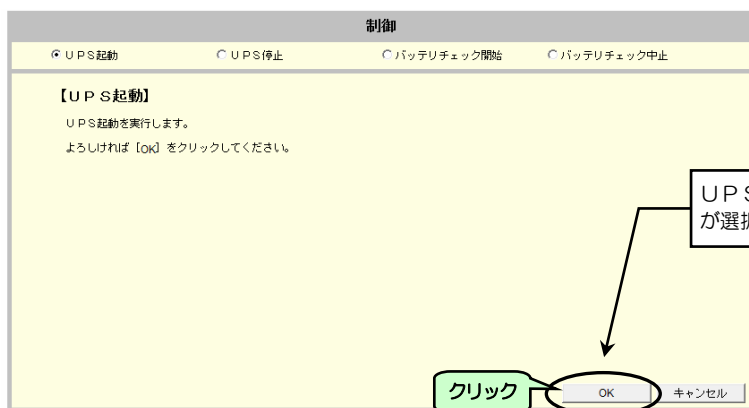 制御
UPS起動 UPS停止 バッテリチェック開始 バッテリチェック中止
【UPS起動】
UPS起動を実行します。
よろしければ［OK］をクリックしてください。
UPS
が選択
クリック OK キャンセル